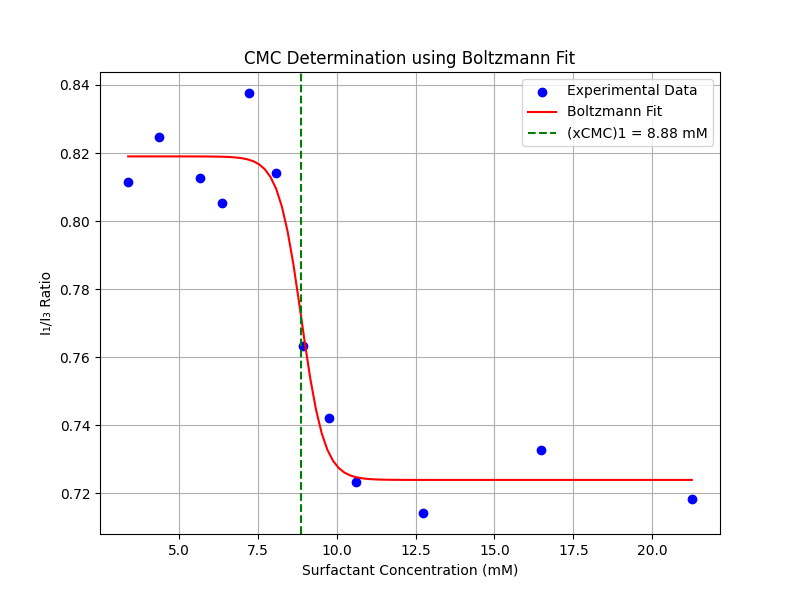 CMC Determination using Boltzmann Fit
Experimental Data
Boltzmann Fit
(xCMC)1 = 8.88 mM
I₁/I₃ Ratio
0.84
0.82
0.80
0.78
0.76
0.74
0.72
5.0 7.5 10.0 12.5 15.0 17.5 20.0
Surfactant Concentration (mM)